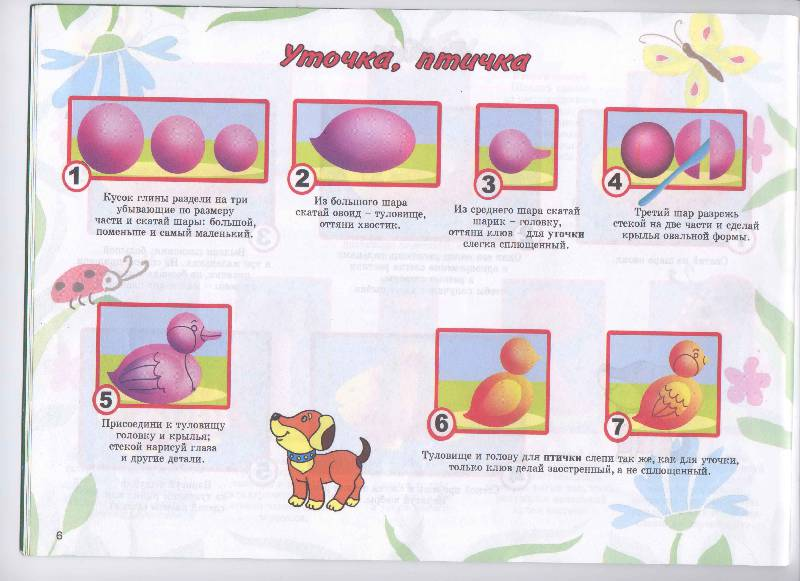 Уточка, птичка
1
Кусок глины раздели на три
убывающие по размеру
части и скатай шары: большой,
поменьше и самый маленький.
2
Из большого шара
скатай овоид – туловище,
оттяни хвостик.
3
Из среднего шара скатай
шарик – головку,
оттяни клюв – для уточки
слегка сплющенный.
4
Третий шар разрежь
стекой на две части и сделай
крылья овальной формы.
5
Присоедини к туловищу
головку и крылья;
стекой нарисуй глаза
и другие детали.
6
7
Туловище и голову для птички слепи так же, как для уточки,
только клюв делай заостренный, а не сплющенный.
6